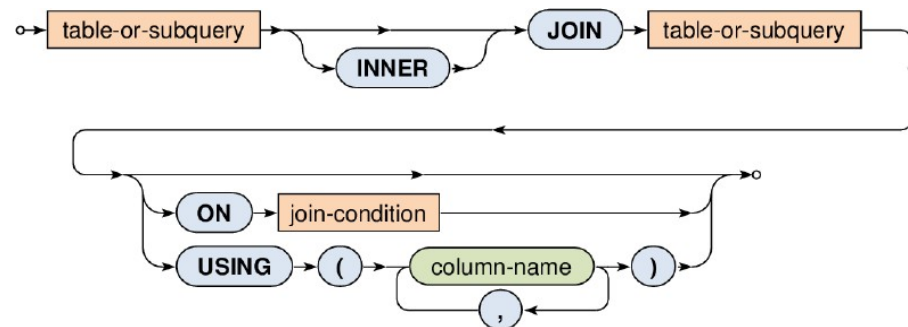 table-or-subquery JOIN table-or-subquery
INNER
ON join-condition
USING ( column-name )
,